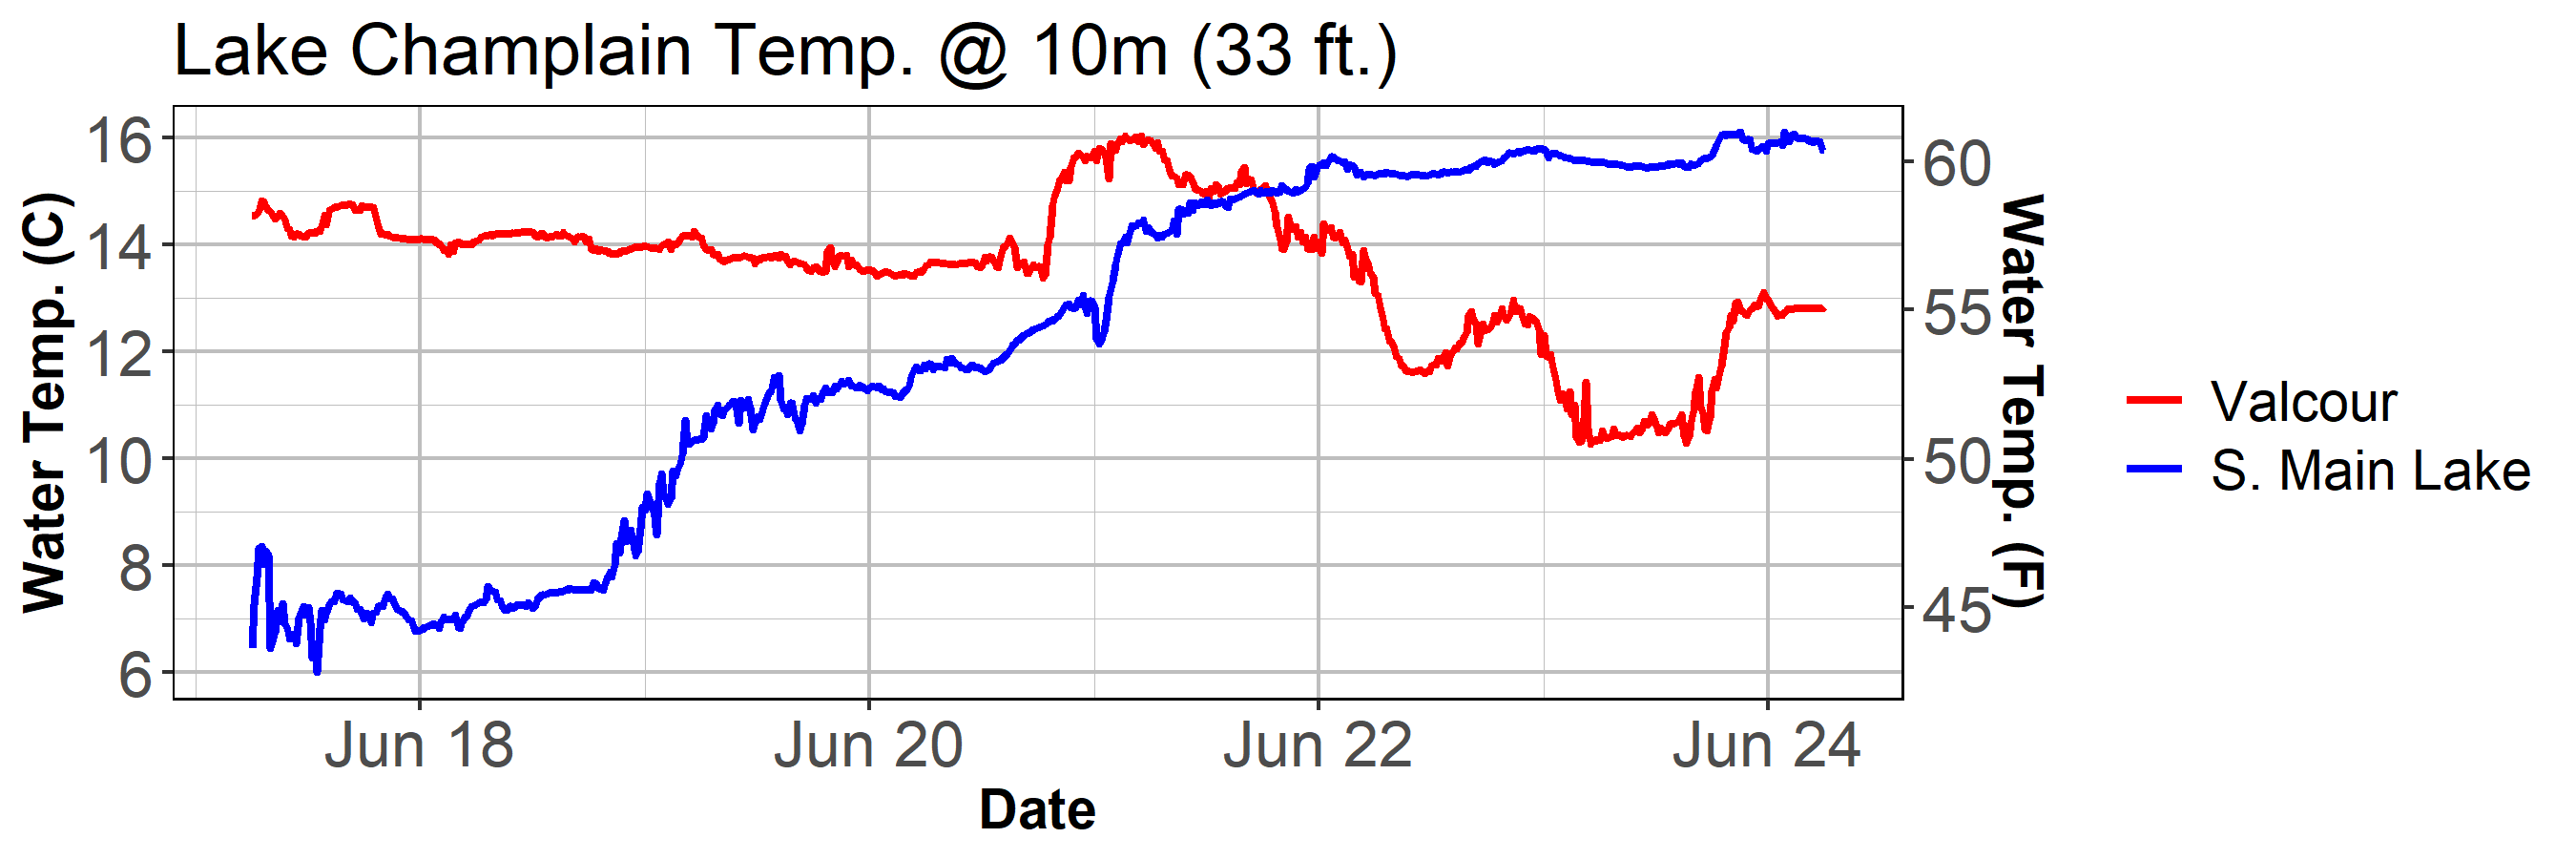 Lake Champlain Temp. @ 10m (33 ft.)
Water Temp. (C)
16
14
12
10
8
6
60
55
50
45
Water Temp. (F)
Jun 18 Jun 20 Jun 22 Jun 24
Date
Valcour
S. Main Lake